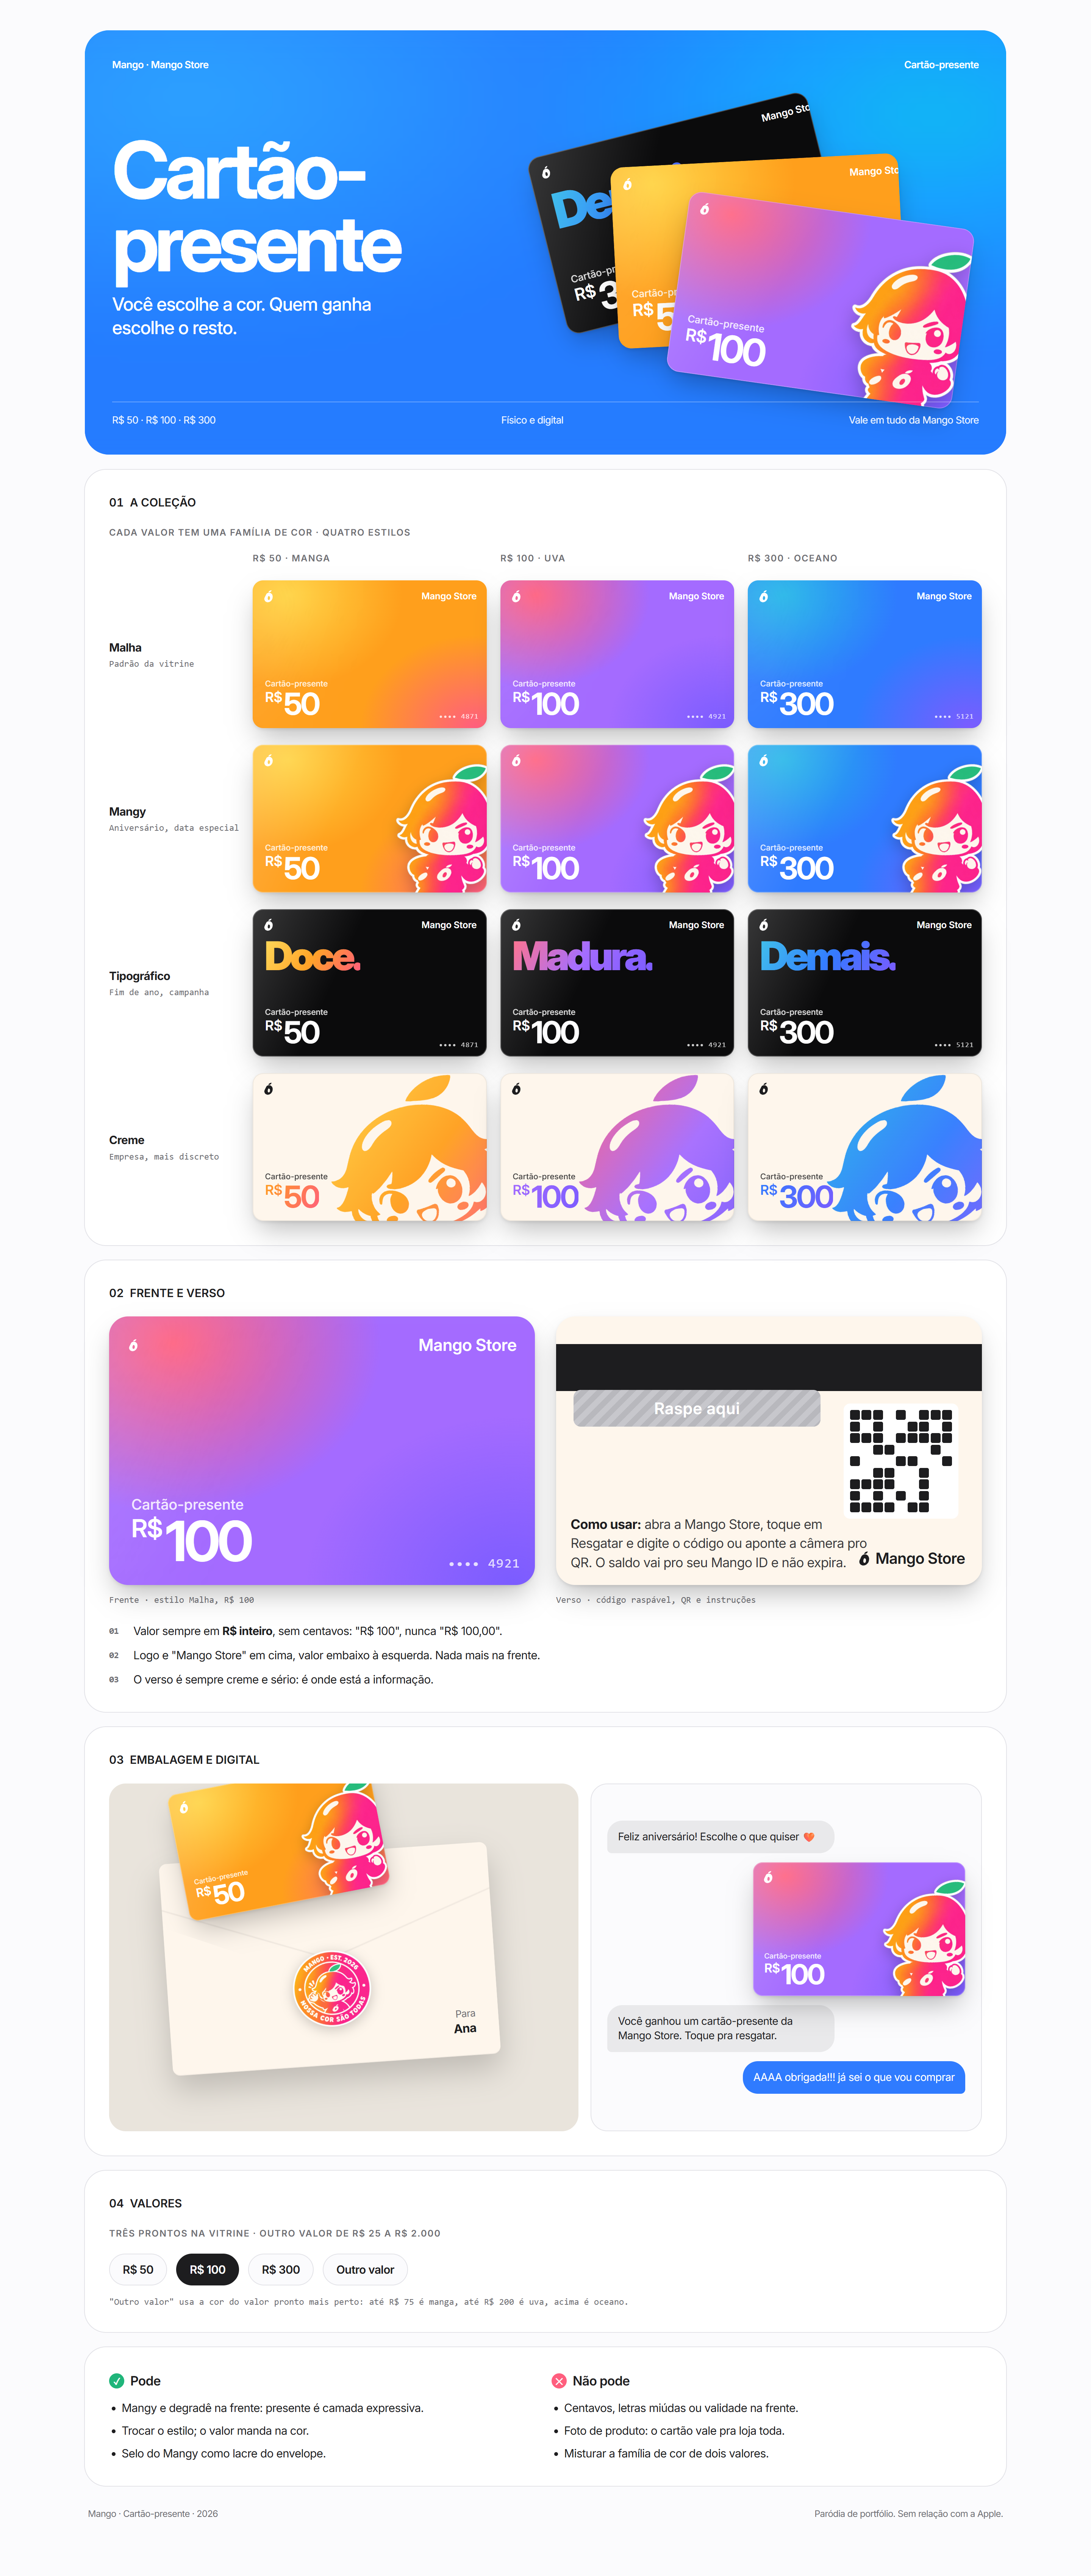 Mango · Mango Store
Cartão-presente
Cartão-
presente
Você escolhe a cor. Quem ganha
escolhe o resto.
Mango Sto
De
Cartão-pr
R$ 3
Mango Sto
Cartão-p
R$ 5
Cartão-presente
R$100
R$ 50 · R$ 100 · R$ 300
Físico e digital
Vale em tudo da Mango Store
01 A COLEÇÃO
CADA VALOR TEM UMA FAMÍLIA DE COR · QUATRO ESTILOS
R$ 50 · MANGA
R$ 100 · UVA
R$ 300 · OCEANO
Malha
Padrão da vitrine
Mango Store
Cartão-presente
R$50
•••• 4871
Mango Store
Cartão-presente
R$100
•••• 4921
Mango Store
Cartão-presente
R$300
•••• 5121
Mangy
Aniversário, data especial
Cartão-presente
R$50
Cartão-presente
R$100
Cartão-presente
R$300
Tipográfico
Fim de ano, campanha
Mango Store
Doce.
Cartão-presente
R$50
•••• 4871
Mango Store
Madura.
Cartão-presente
R$100
•••• 4921
Mango Store
Demais.
Cartão-presente
R$300
•••• 5121
Creme
Empresa, mais discreto
Cartão-presente
R$50
Cartão-presente
R$100
Cartão-presente
R$300
02 FRENTE E VERSO
Mango Store
Cartão-presente
R$100
•••• 4921
Raspe aqui
Como usar: abra a Mango Store, toque em
Resgatar e digite o código ou aponte a câmera pro
QR. O saldo vai pro seu Mango ID e não expira.
Mango Store
Frente · estilo Malha, R$ 100
Verso · código raspável, QR e instruções
01 Valor sempre em R$ inteiro, sem centavos: "R$ 100", nunca "R$ 100,00".
02 Logo e "Mango Store" em cima, valor embaixo à esquerda. Nada mais na frente.
03 O verso é sempre creme e sério: é onde está a informação.
03 EMBALAGEM E DIGITAL
Cartão-presente
R$50
MANGO · EST. 2026
NOSSA COR SÃO TODAS
Para
Ana
Feliz aniversário! Escolhe o que quiser 🧡
Cartão-presente
R$100
Você ganhou um cartão-presente da
Mango Store. Toque pra resgatar.
AAAA obrigada!!! já sei o que vou comprar
04 VALORES
TRÊS PRONTOS NA VITRINE · OUTRO VALOR DE R$ 25 A R$ 2.000
R$ 50
R$ 100
R$ 300
Outro valor
"Outro valor" usa a cor do valor pronto mais perto: até R$ 75 é manga, até R$ 200 é uva, acima é oceano.
Pode
• Mangy e degradê na frente: presente é camada expressiva.
• Trocar o estilo; o valor manda na cor.
• Selo do Mangy como lacre do envelope.
Não pode
• Centavos, letras miúdas ou validade na frente.
• Foto de produto: o cartão vale pra loja toda.
• Misturar a família de cor de dois valores.
Mango · Cartão-presente · 2026
Paródia de portfólio. Sem relação com a Apple.